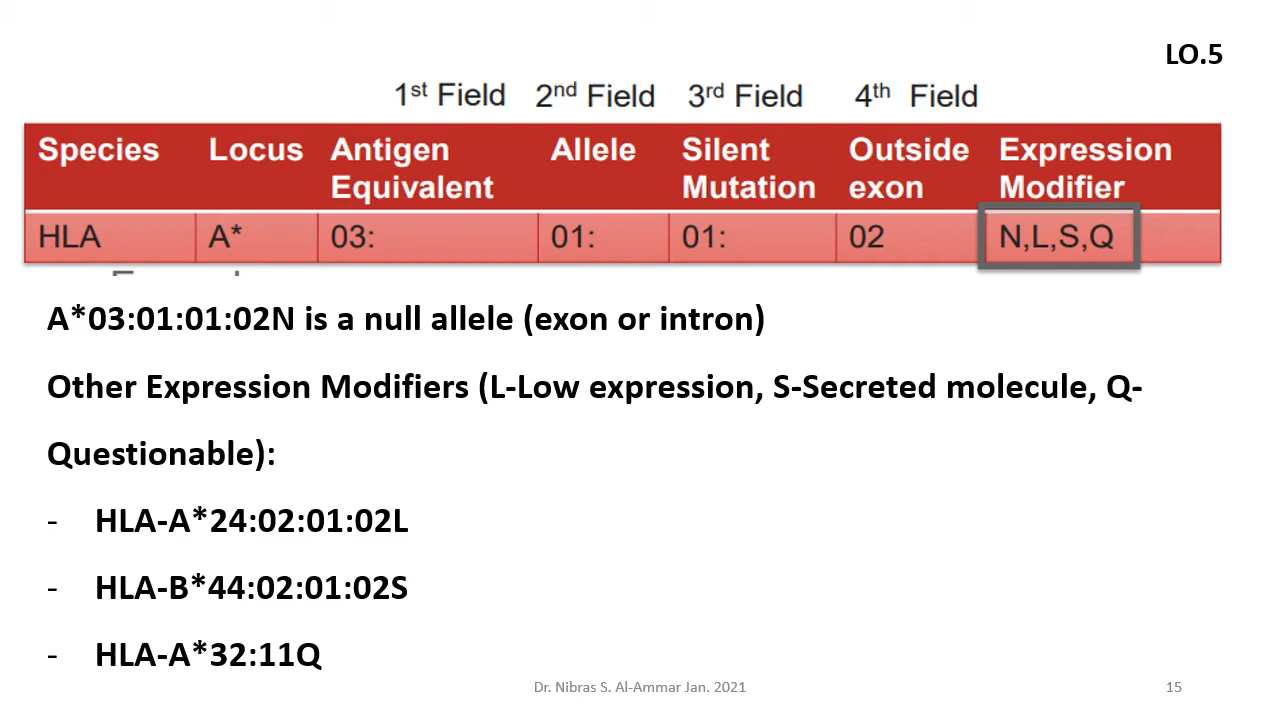 LO.5
1st Field 2nd Field 3rd Field 4th Field
Species Locus Antigen Equivalent Allele Silent Mutation Outside exon Expression Modifier
HLA A* 03: 01: 01: 02 N,L,S,Q
A*03:01:01:02N is a null allele (exon or intron)
Other Expression Modifiers (L-Low expression, S-Secreted molecule, Q-
Questionable):
- HLA-A*24:02:01:02L
- HLA-B*44:02:01:02S
- HLA-A*32:11Q
Dr. Nibras S. Al-Ammar Jan. 2021 15